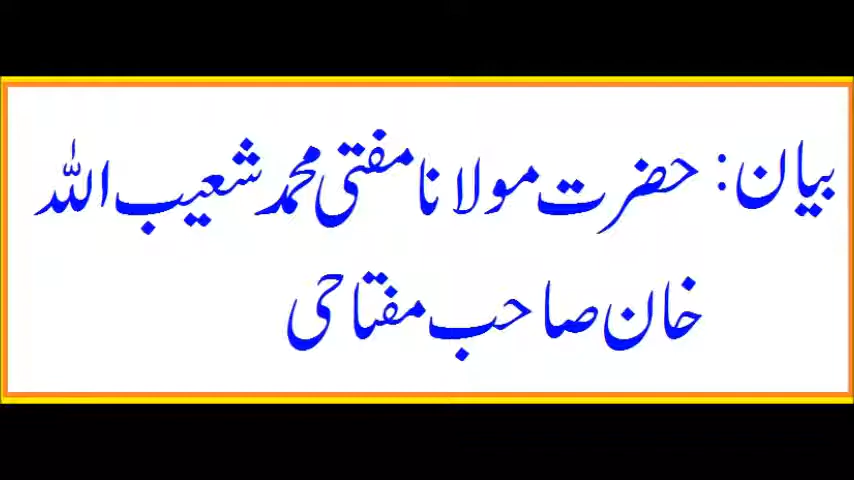 بیان: حضرت مولانا مفتی محمد شعیب اللہ
خان صاحب مفتاحی